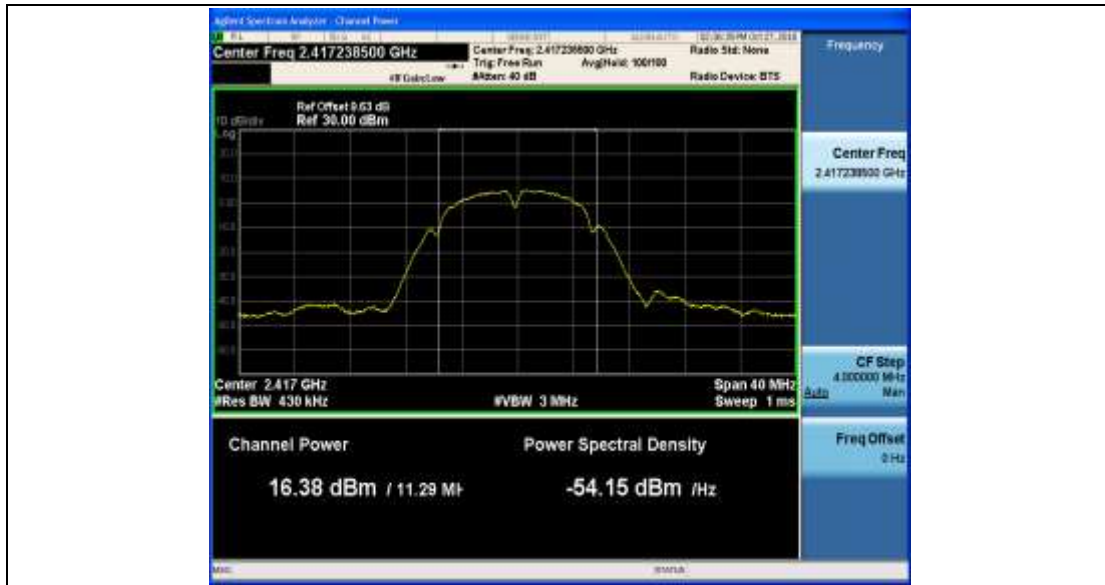 Agilent Spectrum Analyzer - Channel Power
Center Freq 2.417238500 GHz
Center Freq: 2.417238500 GHz
Trig: Free Run Avg|Hold: 100/100
#IFGain:Low #Atten: 40 dB
Radio Std: None
Radio Device: BTS
Frequency
Ref Offset 9.63 dB
10 dB/div Ref 30.00 dBm
Log
Center Freq
2.417238500 GHz
Center 2.417 GHz Span 40 MHz
#Res BW 430 kHz #VBW 3 MHz Sweep 1 ms
CF Step
4.000000 MHz
Auto Man
Freq Offset
0 Hz
Channel Power Power Spectral Density
16.38 dBm / 11.29 MH -54.15 dBm /Hz
MSG STATUS